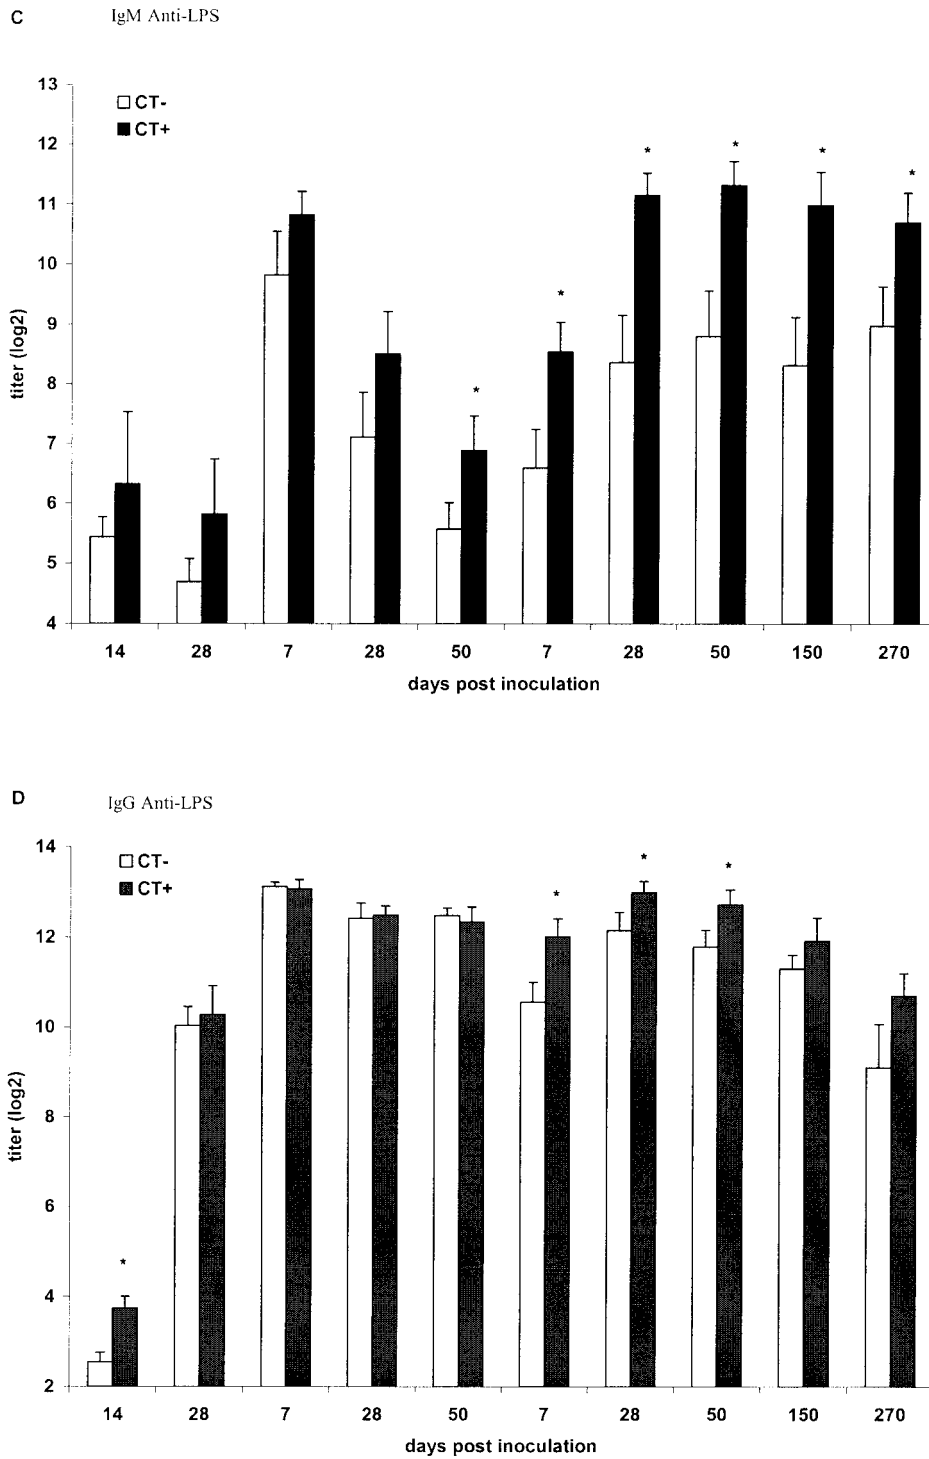 C
IgM Anti-LPS
13
12
11
10
9
8
7
6
5
4
titer (log2)
CT-
CT+
*
*
*
*
*
*
14 28 7 28 50 7 28 50 150 270
days post inoculation
D
IgG Anti-LPS
14
12
10
8
6
4
2
titer (log2)
CT-
CT+
*
*
*
*
14 28 7 28 50 7 28 50 150 270
days post inoculation